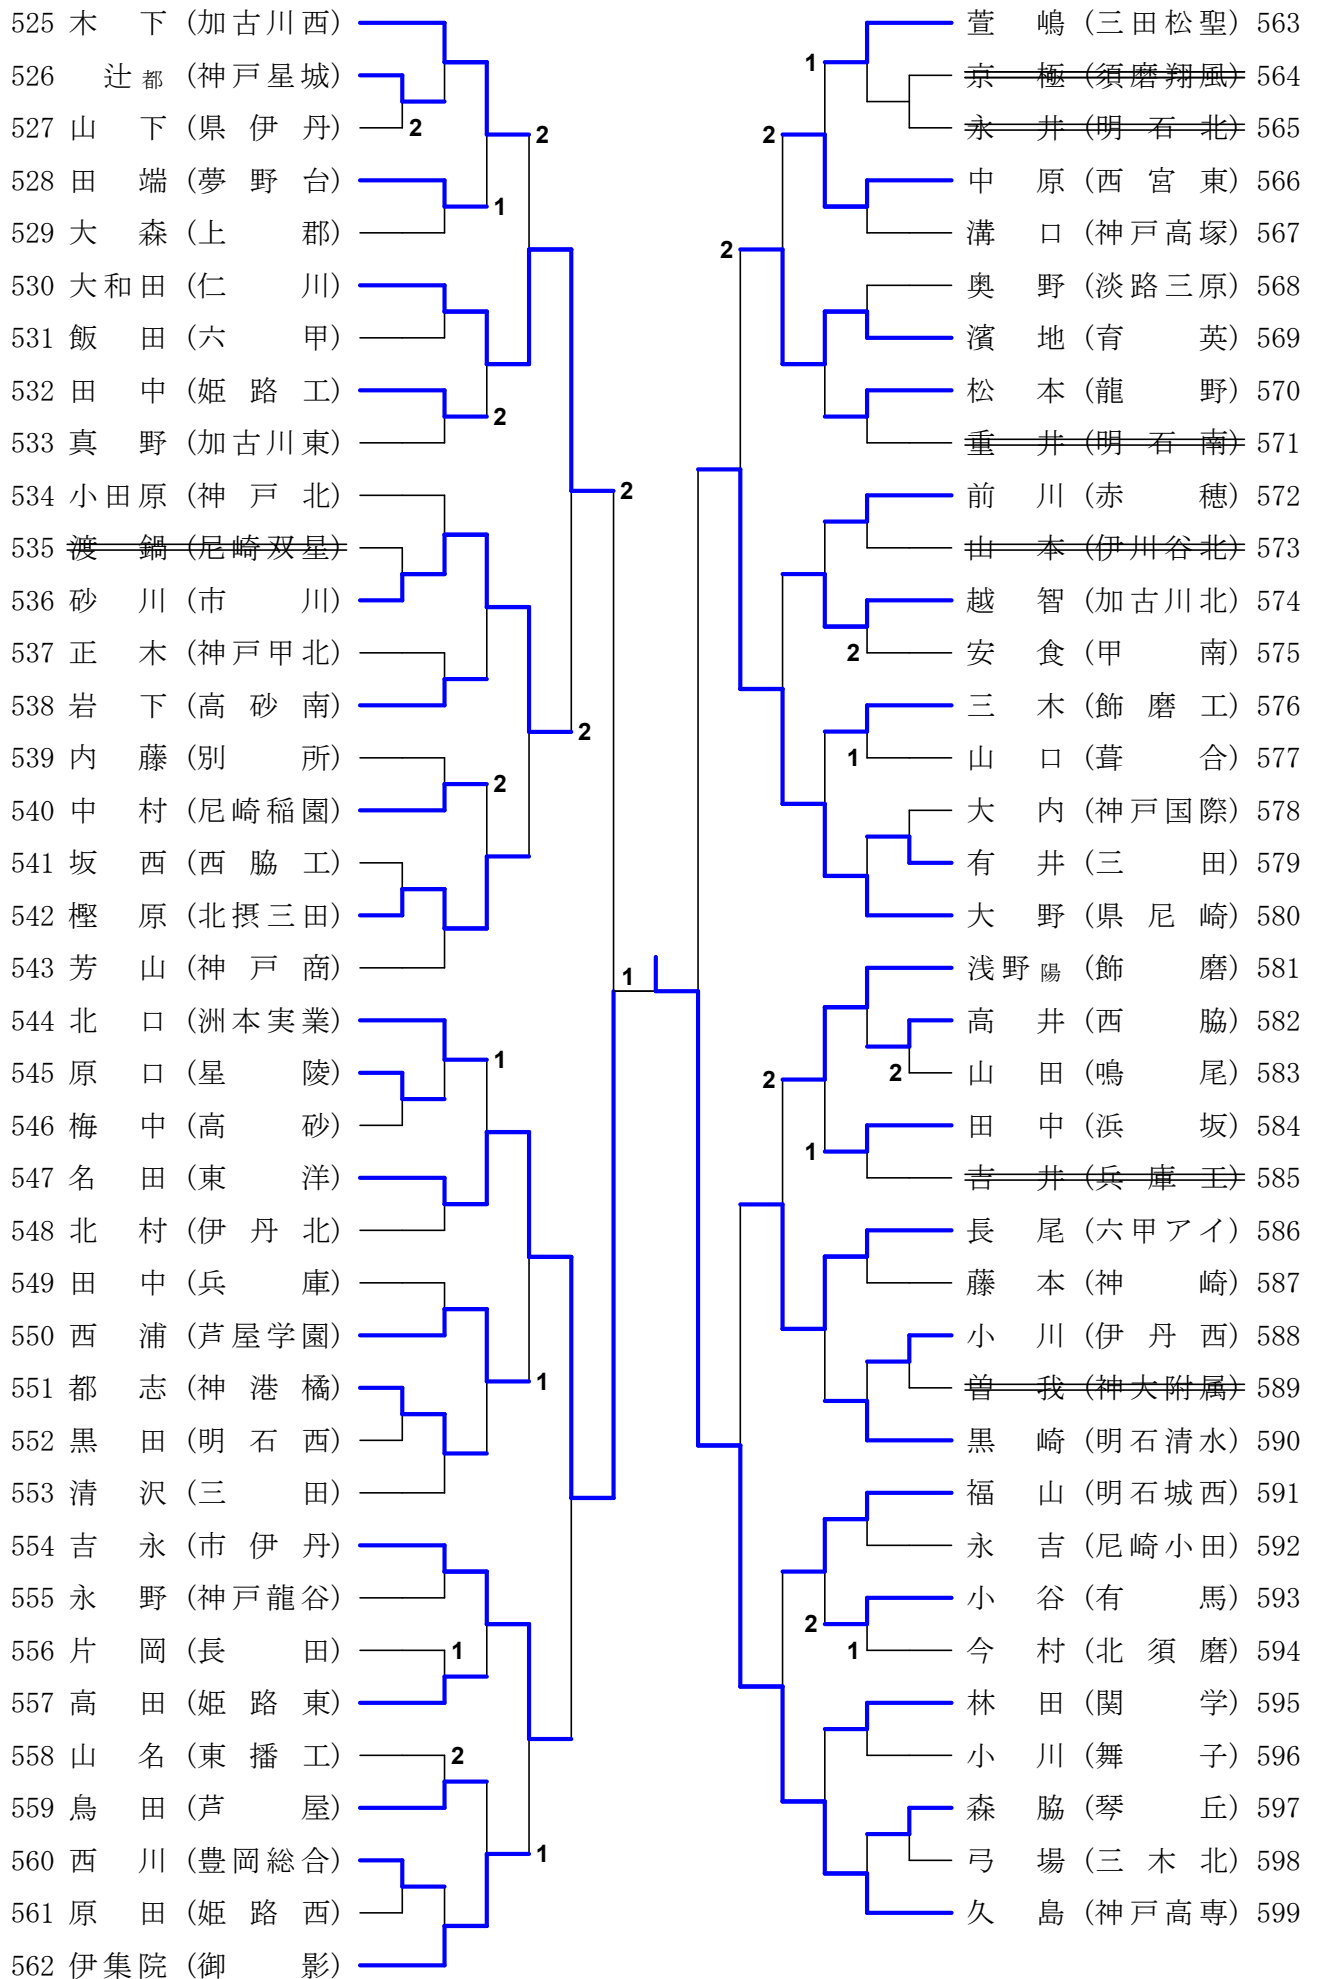 525 木 下 (加古川西)
526 辻 都 (神戸星城)
527 山 下 (県 伊 丹)
2
2
528 田 端 (夢 野 台)
1
529 大 森 (上 郡)
530 大和田 (仁 川)
531 飯 田 (六 甲)
532 田 中 (姫 路 工)
2
533 真 野 (加古川東)
534 小田原 (神 戸 北)
2
535 渡 鍋 (尼崎双星)
536 砂 川 (市 川)
537 正 木 (神戸甲北)
538 岩 下 (高 砂 南)
2
539 内 藤 (別 所)
2
540 中 村 (尼崎稲園)
541 坂 西 (西 脇 工)
542 樫 原 (北摂三田)
543 芳 山 (神 戸 商)
1
544 北 口 (洲本実業)
1
545 原 口 (星 陵)
546 梅 中 (高 砂)
547 名 田 (東 洋)
548 北 村 (伊 丹 北)
549 田 中 (兵 庫)
550 西 浦 (芦屋学園)
551 都 志 (神 港 橘)
1
552 黒 田 (明 石 西)
553 清 沢 (三 田)
554 吉 永 (市 伊 丹)
555 永 野 (神戸龍谷)
556 片 岡 (長 田)
1
557 高 田 (姫 路 東)
558 山 名 (東 播 工)
2
559 鳥 田 (芦 屋)
560 西 川 (豊岡総合)
1
561 原 田 (姫 路 西)
562 伊集院 (御 影)
萱 嶋 (三田松聖) 563
1
京 極 (須磨翔風) 564
永 井 (明 石 北) 565
2
中 原 (西 宮 東) 566
溝 口 (神戸高塚) 567
2
奥 野 (淡路三原) 568
濱 地 (育 英) 569
松 本 (龍 野) 570
重 井 (明 石 南) 571
前 川 (赤 穂) 572
山 本 (伊川谷北) 573
越 智 (加古川北) 574
2
安 食 (甲 南) 575
三 木 (飾 磨 工) 576
1
山 口 (葺 合) 577
大 内 (神戸国際) 578
有 井 (三 田) 579
大 野 (県 尼 崎) 580
浅野 陽 (飾 磨) 581
高 井 (西 脇) 582
2
山 田 (鳴 尾) 583
2
田 中 (浜 坂) 584
1
吉 井 (兵 庫 工) 585
長 尾 (六甲アイ) 586
藤 本 (神 崎) 587
小 川 (伊 丹 西) 588
曽 我 (神大附属) 589
黒 崎 (明石清水) 590
福 山 (明石城西) 591
永 吉 (尼崎小田) 592
小 谷 (有 馬) 593
2
1
今 村 (北 須 磨) 594
林 田 (関 学) 595
小 川 (舞 子) 596
森 脇 (琴 丘) 597
弓 場 (三 木 北) 598
久 島 (神戸高専) 599